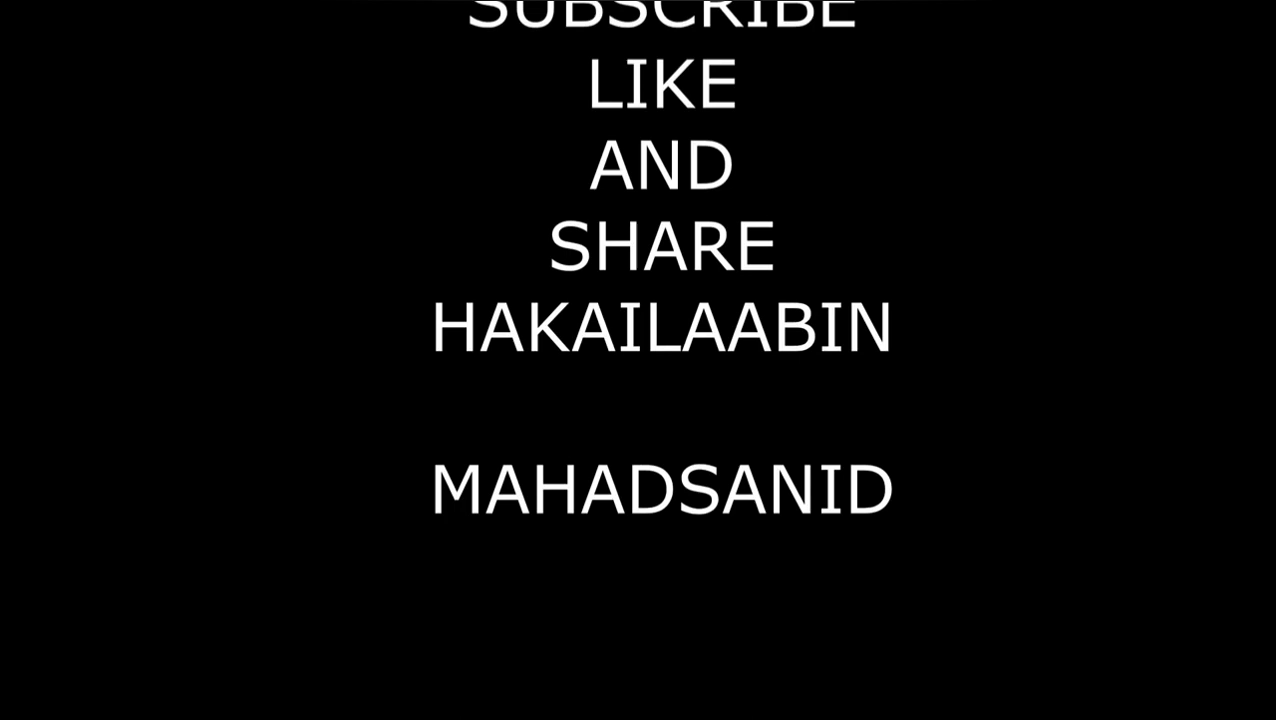 SUBSCRIBE
LIKE
AND
SHARE
HAKAILAABIN
MAHADSANID